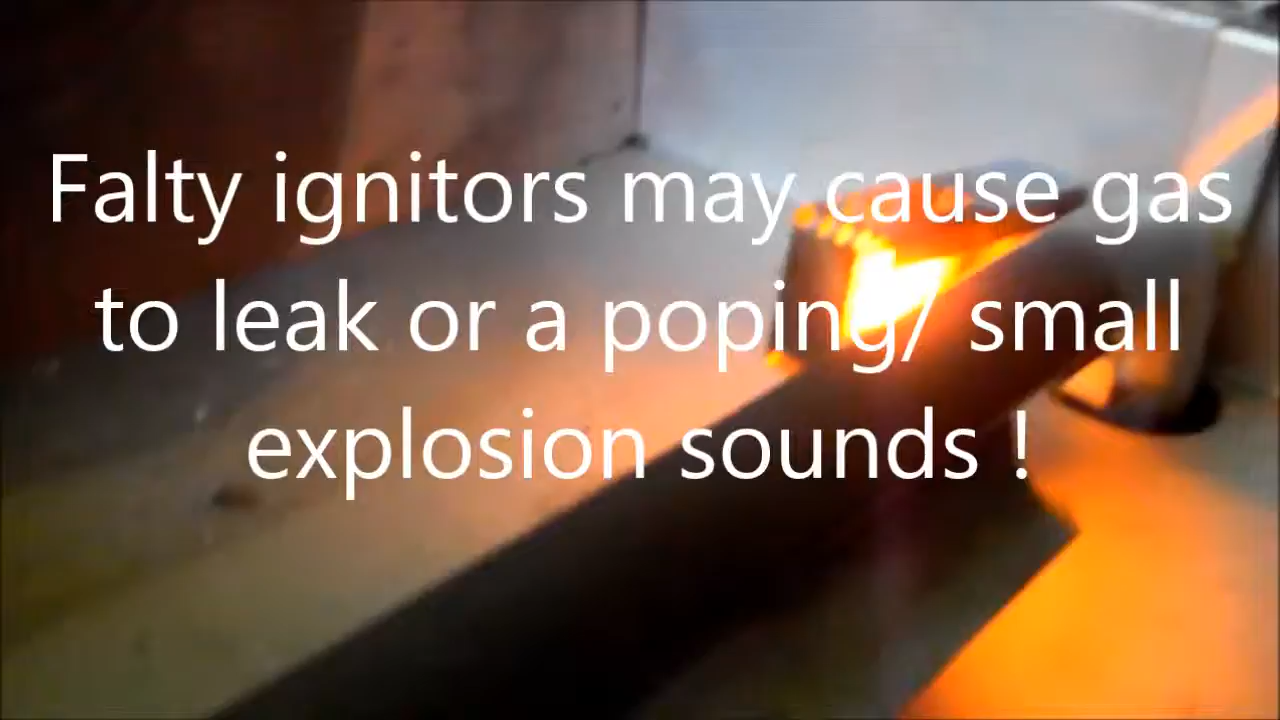 Falty ignitors may cause gas
to leak or a poping/ small
explosion sounds !